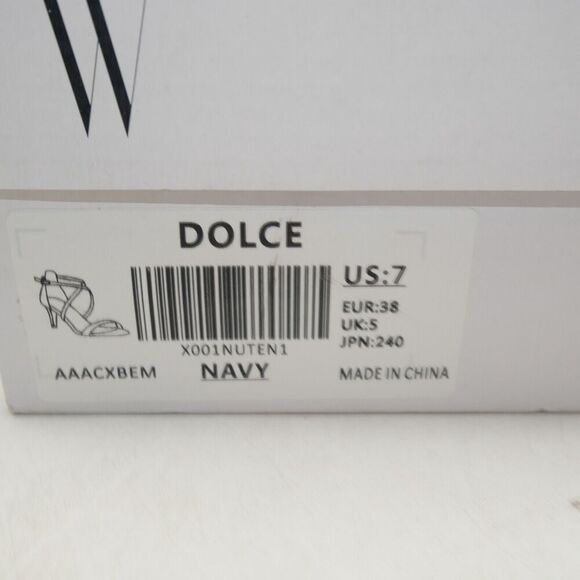 W
DOLCE
US:7
EUR:38
UK:5
JPN:240
X001NUTEN1
AAACXBEM
NAVY
MADE IN CHINA